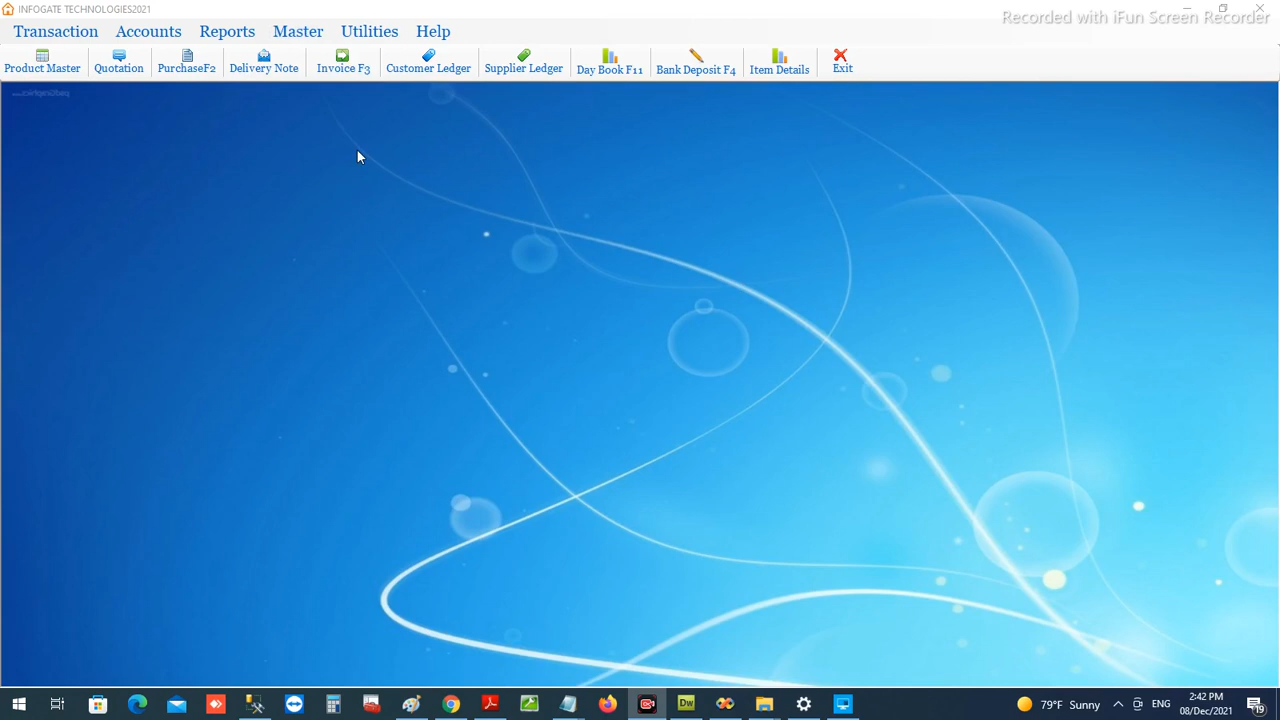 INFOGATE TECHNOLOGIES2021
Recorded with iFun Screen Recorder
Transaction Accounts Reports Master Utilities Help
Product Master Quotation PurchaseF2 Delivery Note Invoice F3 Customer Ledger Supplier Ledger Day Book F11 Bank Deposit F4 Item Details Exit
Dw
79°F Sunny ENG 2:42 PM
08/Dec/2021 19